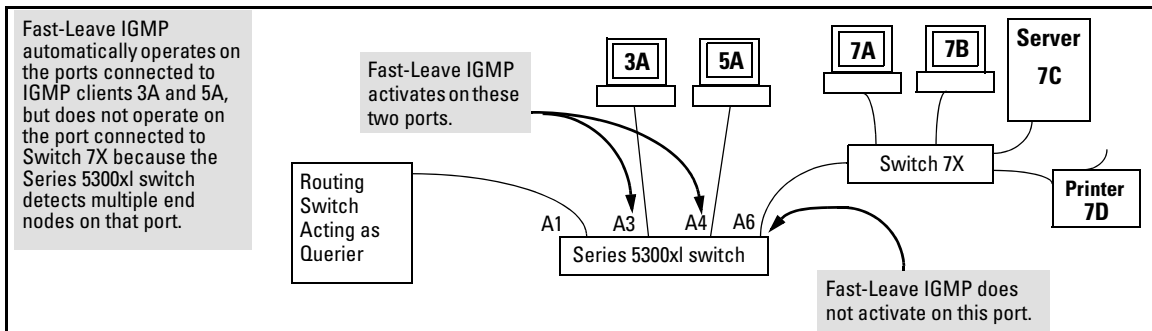 Fast-Leave IGMP
automatically operates on
the ports connected to
IGMP clients 3A and 5A,
but does not operate on
the port connected to
Switch 7X because the
Series 5300xl switch
detects multiple end
nodes on that port.
Fast-Leave IGMP
activates on these
two ports.
3A
5A
7A
7B
Server
7C
Switch 7X
Printer
7D
Routing
Switch
Acting as
Querier
A1
A3
A4
A6
Series 5300xl switch
Fast-Leave IGMP does
not activate on this port.